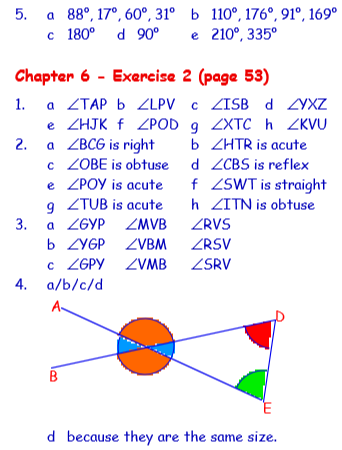 5. a 88°, 17°, 60°, 31° b 110°, 176°, 91°, 169°
c 180° d 90° e 210°, 335°
Chapter 6 - Exercise 2 (page 53)
1. a ∠TAP b ∠LPV c ∠ISB d ∠YXZ
e ∠HJK f ∠POD g ∠XTC h ∠KVU
2. a ∠BCG is right b ∠HTR is acute
c ∠OBE is obtuse d ∠CBS is reflex
e ∠POY is acute f ∠SWT is straight
g ∠TUB is acute h ∠ITN is obtuse
3. a ∠GYP ∠MVB ∠RVS
b ∠YGP ∠VBM ∠RSV
c ∠GPY ∠VMB ∠SRV
4. a/b/c/d
A
D
B
E
d because they are the same size.